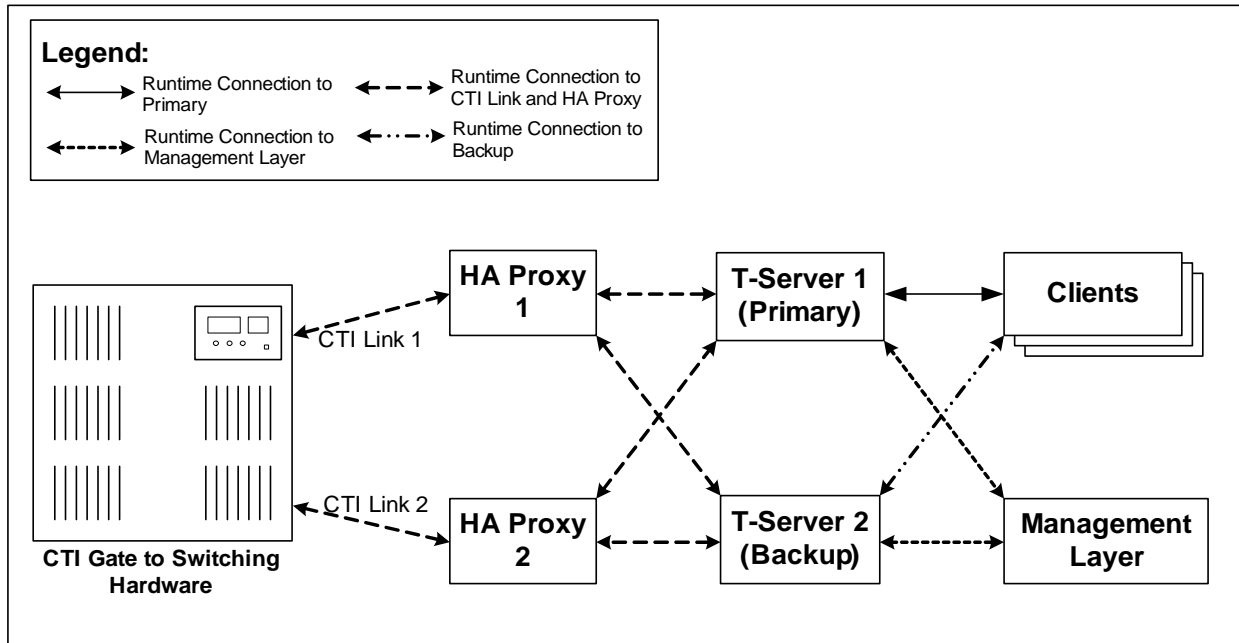 Legend:
Runtime Connection to
Primary
Runtime Connection to
CTI Link and HA Proxy
Runtime Connection to
Management Layer
Runtime Connection to
Backup
HA Proxy
1
T-Server 1
(Primary)
Clients
CTI Link 1
CTI Link 2
HA Proxy
2
T-Server 2
(Backup)
Management
Layer
CTI Gate to Switching
Hardware